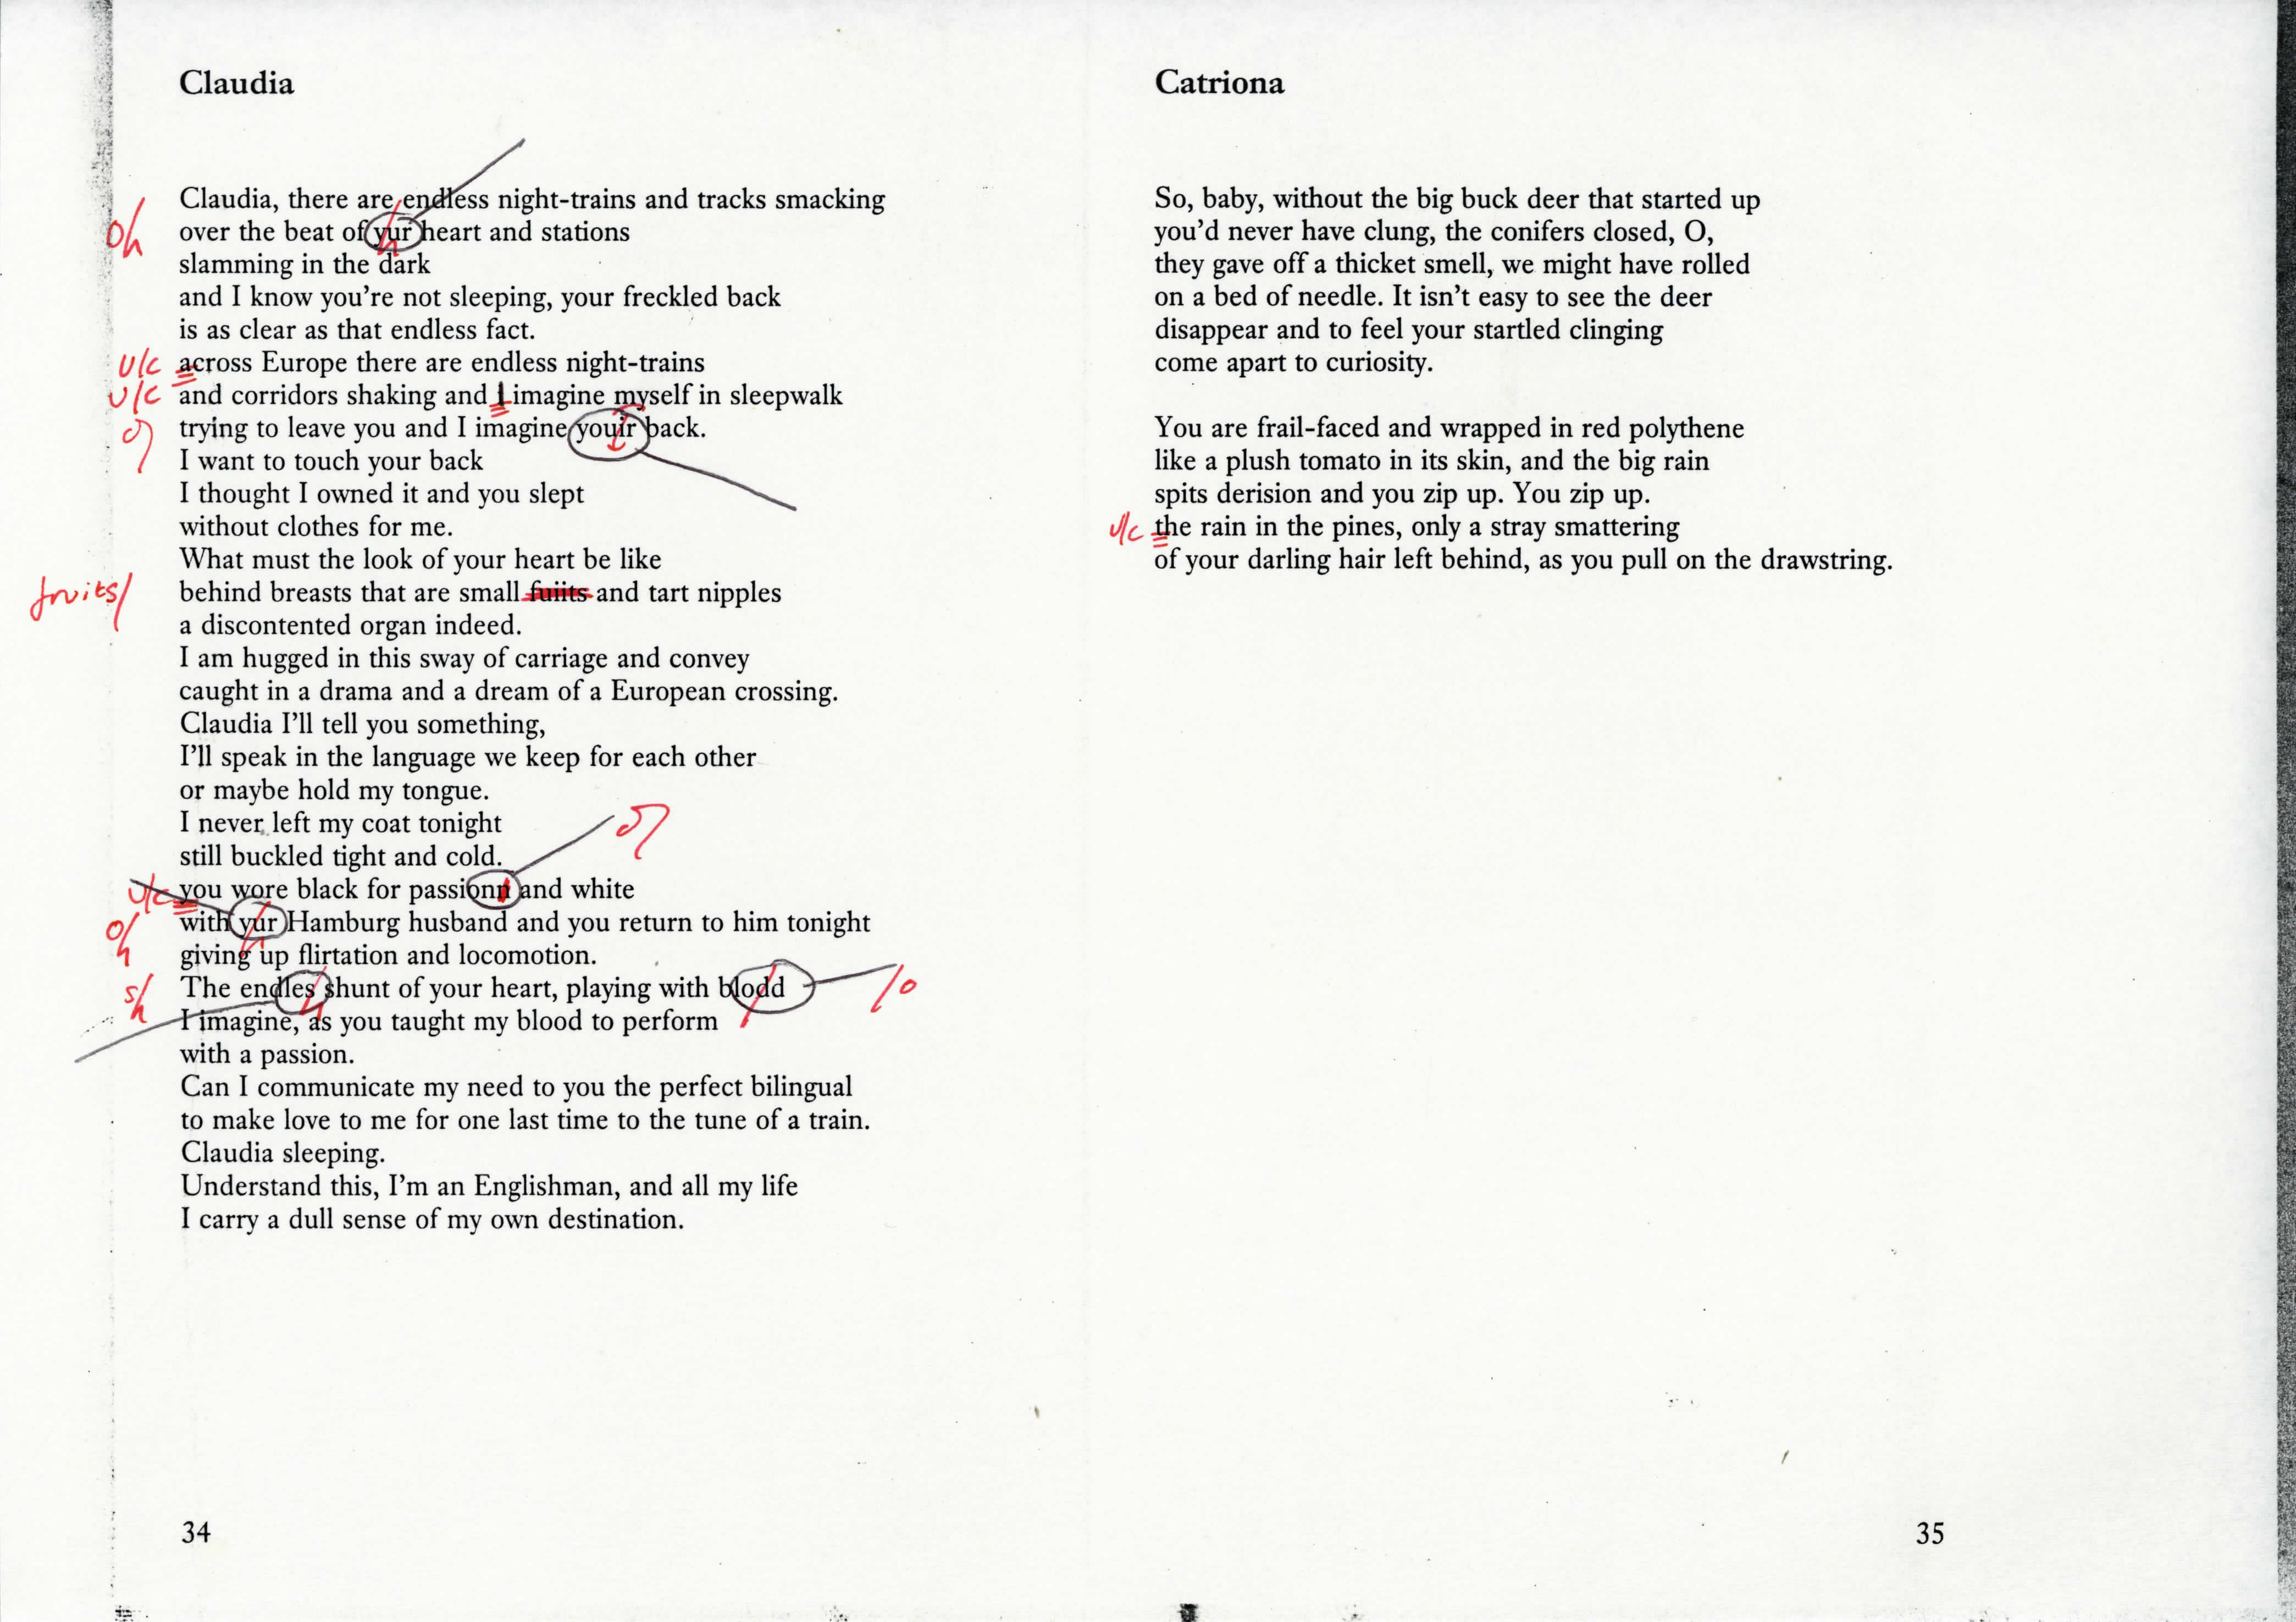 Claudia
Claudia, there are endless night-trains and tracks smacking
oh over the beat of yur heart and stations
slamming in the dark
and I know you're not sleeping, your freckled back
is as clear as that endless fact.
u/c across Europe there are endless night-trains
u/c and corridors shaking and i imagine myself in sleepwalk
trying to leave you and I imagine youir back.
I want to touch your back
I thought I owned it and you slept
without clothes for me.
What must the look of your heart be like
fruits/ behind breasts that are small fuiits and tart nipples
a discontented organ indeed.
I am hugged in this sway of carriage and convey
caught in a drama and a dream of a European crossing.
Claudia I'll tell you something,
I'll speak in the language we keep for each other
or maybe hold my tongue.
I never left my coat tonight
still buckled tight and cold.
u/c you wore black for passionn and white
oh with yur Hamburg husband and you return to him tonight
giving up flirtation and locomotion.
sh The endles shunt of your heart, playing with blodd /o
I imagine, as you taught my blood to perform
with a passion.
Can I communicate my need to you the perfect bilingual
to make love to me for one last time to the tune of a train.
Claudia sleeping.
Understand this, I'm an Englishman, and all my life
I carry a dull sense of my own destination.
34
Catriona
So, baby, without the big buck deer that started up
you'd never have clung, the conifers closed, O,
they gave off a thicket smell, we might have rolled
on a bed of needle. It isn't easy to see the deer
disappear and to feel your startled clinging
come apart to curiosity.
You are frail-faced and wrapped in red polythene
like a plush tomato in its skin, and the big rain
spits derision and you zip up. You zip up.
u/c the rain in the pines, only a stray smattering
of your darling hair left behind, as you pull on the drawstring.
35